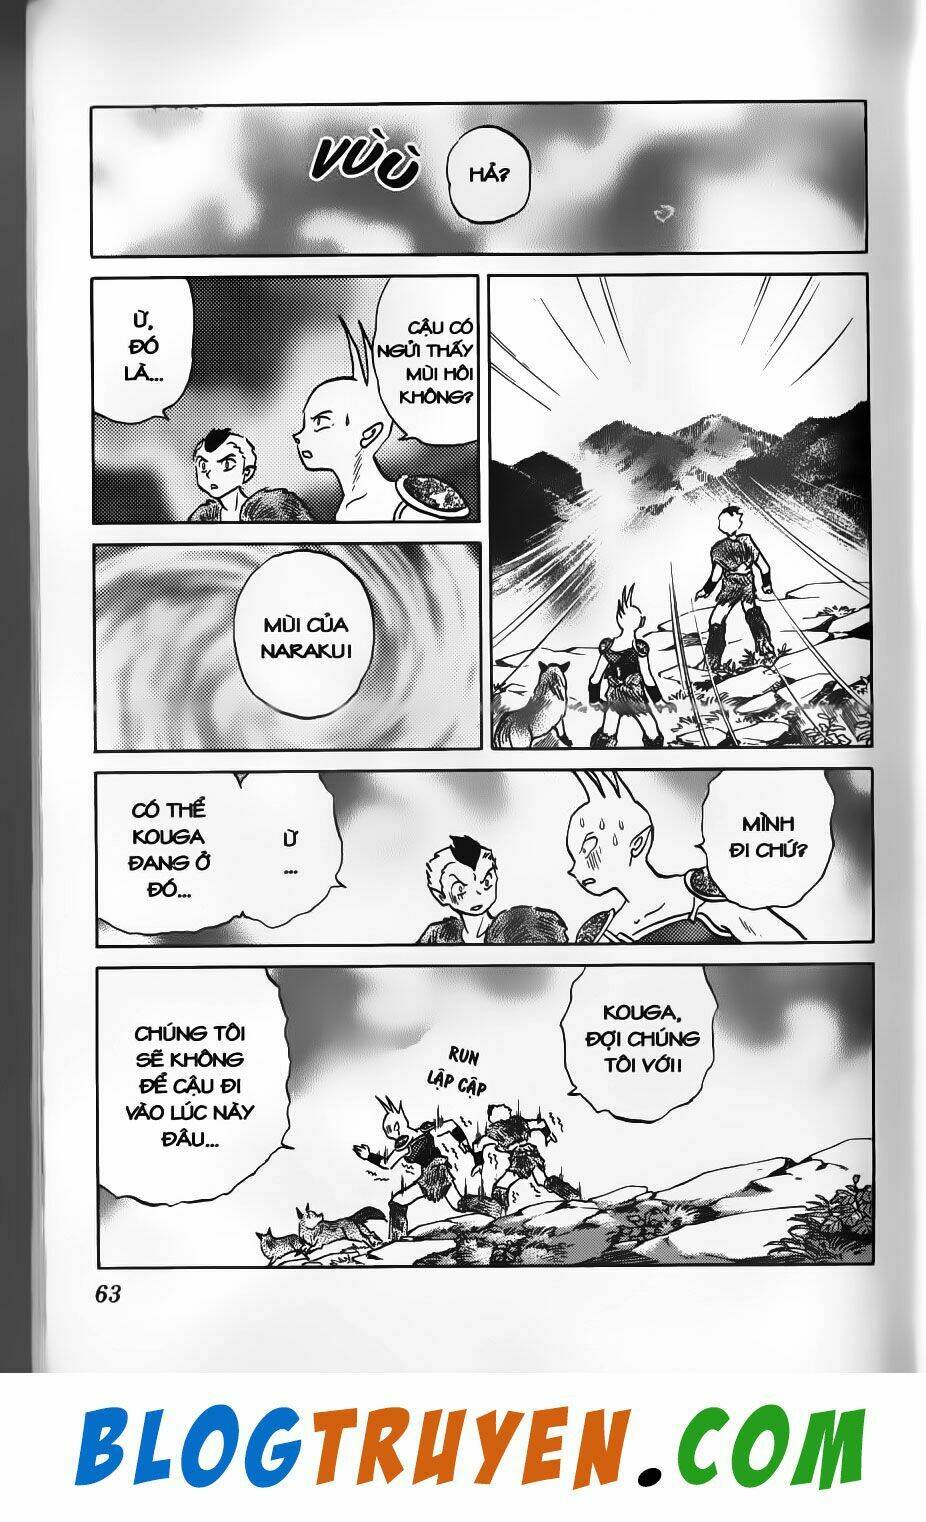 VÙÙ
HẢ?
CẬU CÓ
NGỬI THẤY
MÙI HÔI
KHÔNG?
Ừ,
ĐÓ
LÀ...
MÙI CỦA
NARAKU!
MÌNH
ĐI CHỨ?
Ừ
...
CÓ THỂ
KOUGA
ĐANG Ở
ĐÓ...
KOUGA,
ĐỢI CHÚNG
TÔI VỚI!!
RUN
LẬP CẬP
CHÚNG TÔI
SẼ KHÔNG
ĐỂ CẬU ĐI
VÀO LÚC NÀY
ĐÂU...
63
BLOGTRUYEN.COM